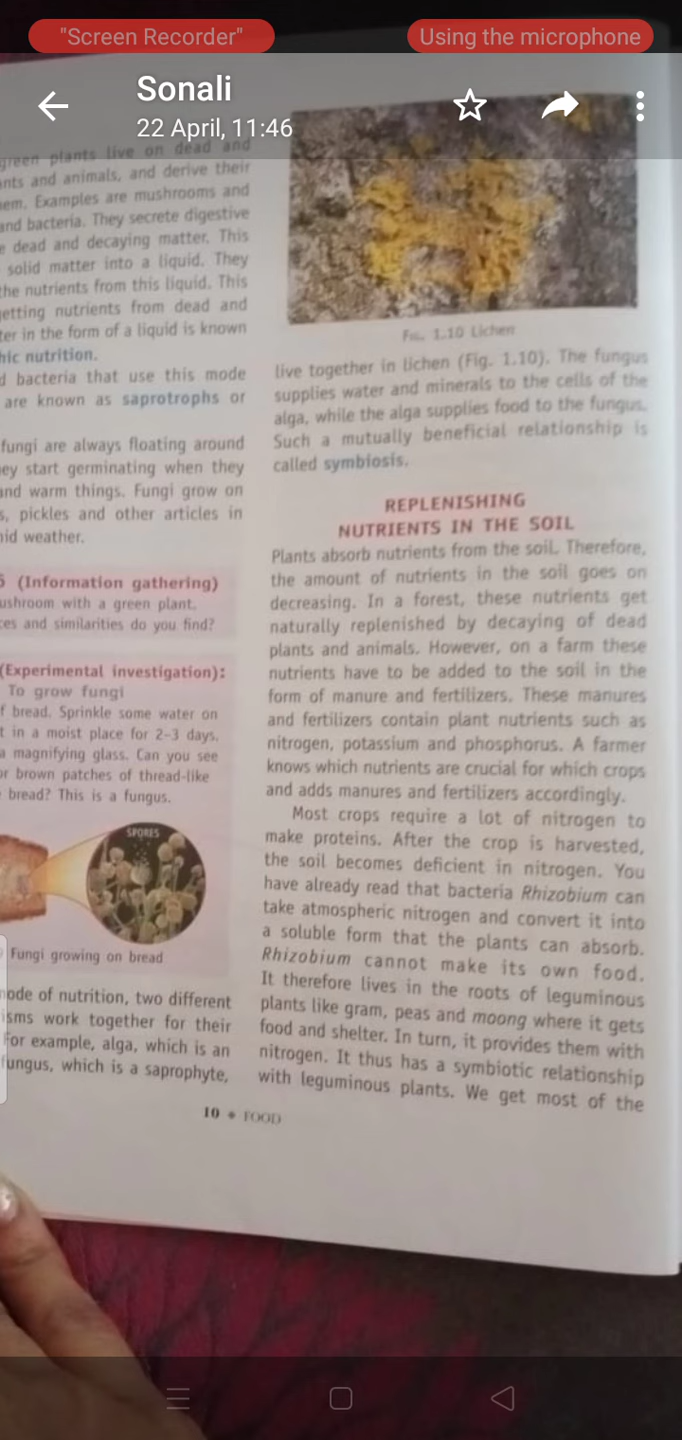 "Screen Recorder"
Using the microphone
Sonali
22 April, 11:46
green plants live on dead and
nts and animals, and derive their
em. Examples are mushrooms and
and bacteria. They secrete digestive
e dead and decaying matter. This
solid matter into a liquid. They
the nutrients from this liquid. This
getting nutrients from dead and
ter in the form of a liquid is known
hic nutrition.
d bacteria that use this mode
are known as saprotrophs or
fungi are always floating around
hey start germinating when they
and warm things. Fungi grow on
s, pickles and other articles in
nid weather.
(Information gathering)
ushroom with a green plant.
ces and similarities do you find?
(Experimental investigation):
To grow fungi
f bread. Sprinkle some water on
t in a moist place for 2–3 days.
a magnifying glass. Can you see
or brown patches of thread-like
bread? This is a fungus.
SPORES
Fungi growing on bread
mode of nutrition, two different
isms work together for their
For example, alga, which is an
fungus, which is a saprophyte,
Fig. 1.10 Lichen
live together in lichen (Fig. 1.10). The fungus
supplies water and minerals to the cells of the
alga, while the alga supplies food to the fungus.
Such a mutually beneficial relationship is
called symbiosis.
REPLENISHING
NUTRIENTS IN THE SOIL
Plants absorb nutrients from the soil. Therefore,
the amount of nutrients in the soil goes on
decreasing. In a forest, these nutrients get
naturally replenished by decaying of dead
plants and animals. However, on a farm these
nutrients have to be added to the soil in the
form of manure and fertilizers. These manures
and fertilizers contain plant nutrients such as
nitrogen, potassium and phosphorus. A farmer
knows which nutrients are crucial for which crops
and adds manures and fertilizers accordingly.
Most crops require a lot of nitrogen to
make proteins. After the crop is harvested,
the soil becomes deficient in nitrogen. You
have already read that bacteria Rhizobium can
take atmospheric nitrogen and convert it into
a soluble form that the plants can absorb.
Rhizobium cannot make its own food.
It therefore lives in the roots of leguminous
plants like gram, peas and moong where it gets
food and shelter. In turn, it provides them with
nitrogen. It thus has a symbiotic relationship
with leguminous plants. We get most of the
10 • FOOD